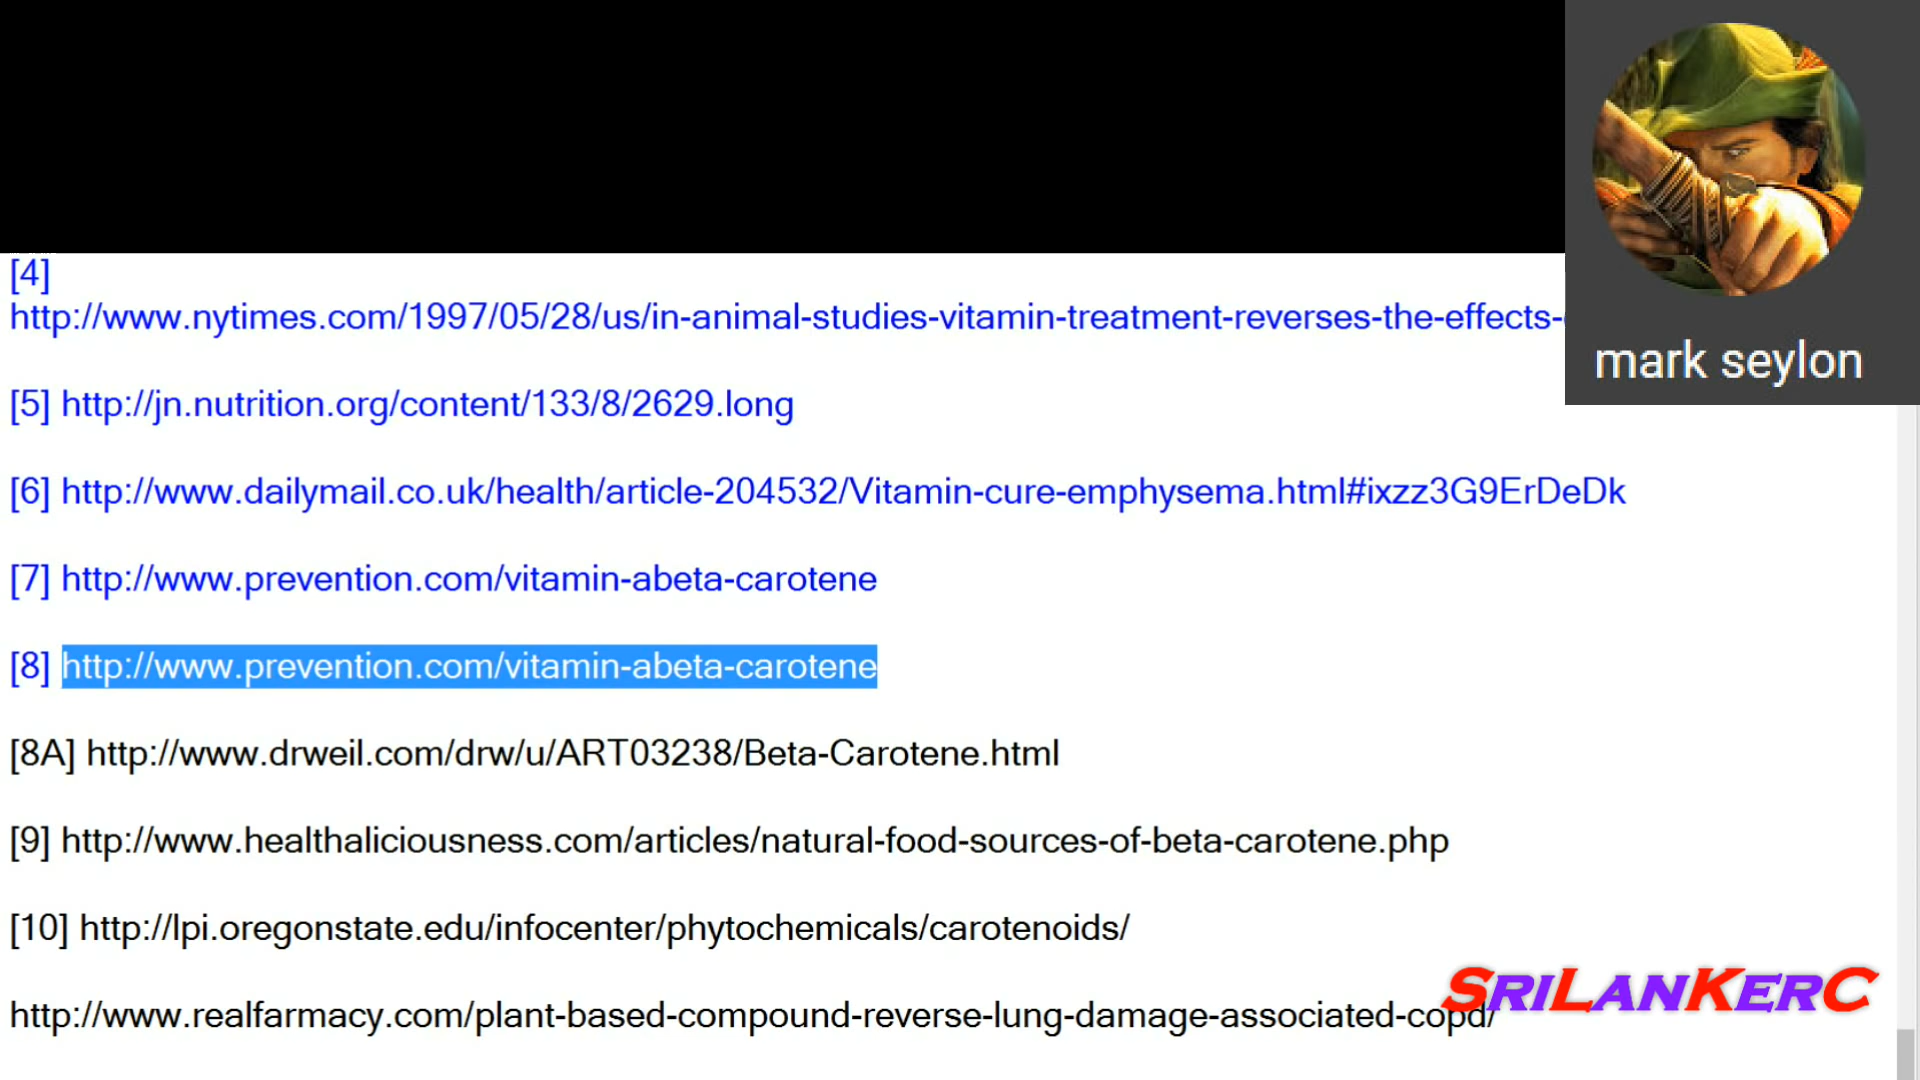 [4]
http://www.nytimes.com/1997/05/28/us/in-animal-studies-vitamin-treatment-reverses-the-effects-
mark seylon
[5] http://jn.nutrition.org/content/133/8/2629.long
[6] http://www.dailymail.co.uk/health/article-204532/Vitamin-cure-emphysema.html#ixzz3G9ErDeDk
[7] http://www.prevention.com/vitamin-abeta-carotene
[8] http://www.prevention.com/vitamin-abeta-carotene
[8A] http://www.drweil.com/drw/u/ART03238/Beta-Carotene.html
[9] http://www.healthaliciousness.com/articles/natural-food-sources-of-beta-carotene.php
[10] http://lpi.oregonstate.edu/infocenter/phytochemicals/carotenoids/
SRILANKERC
http://www.realfarmacy.com/plant-based-compound-reverse-lung-damage-associated-copd/